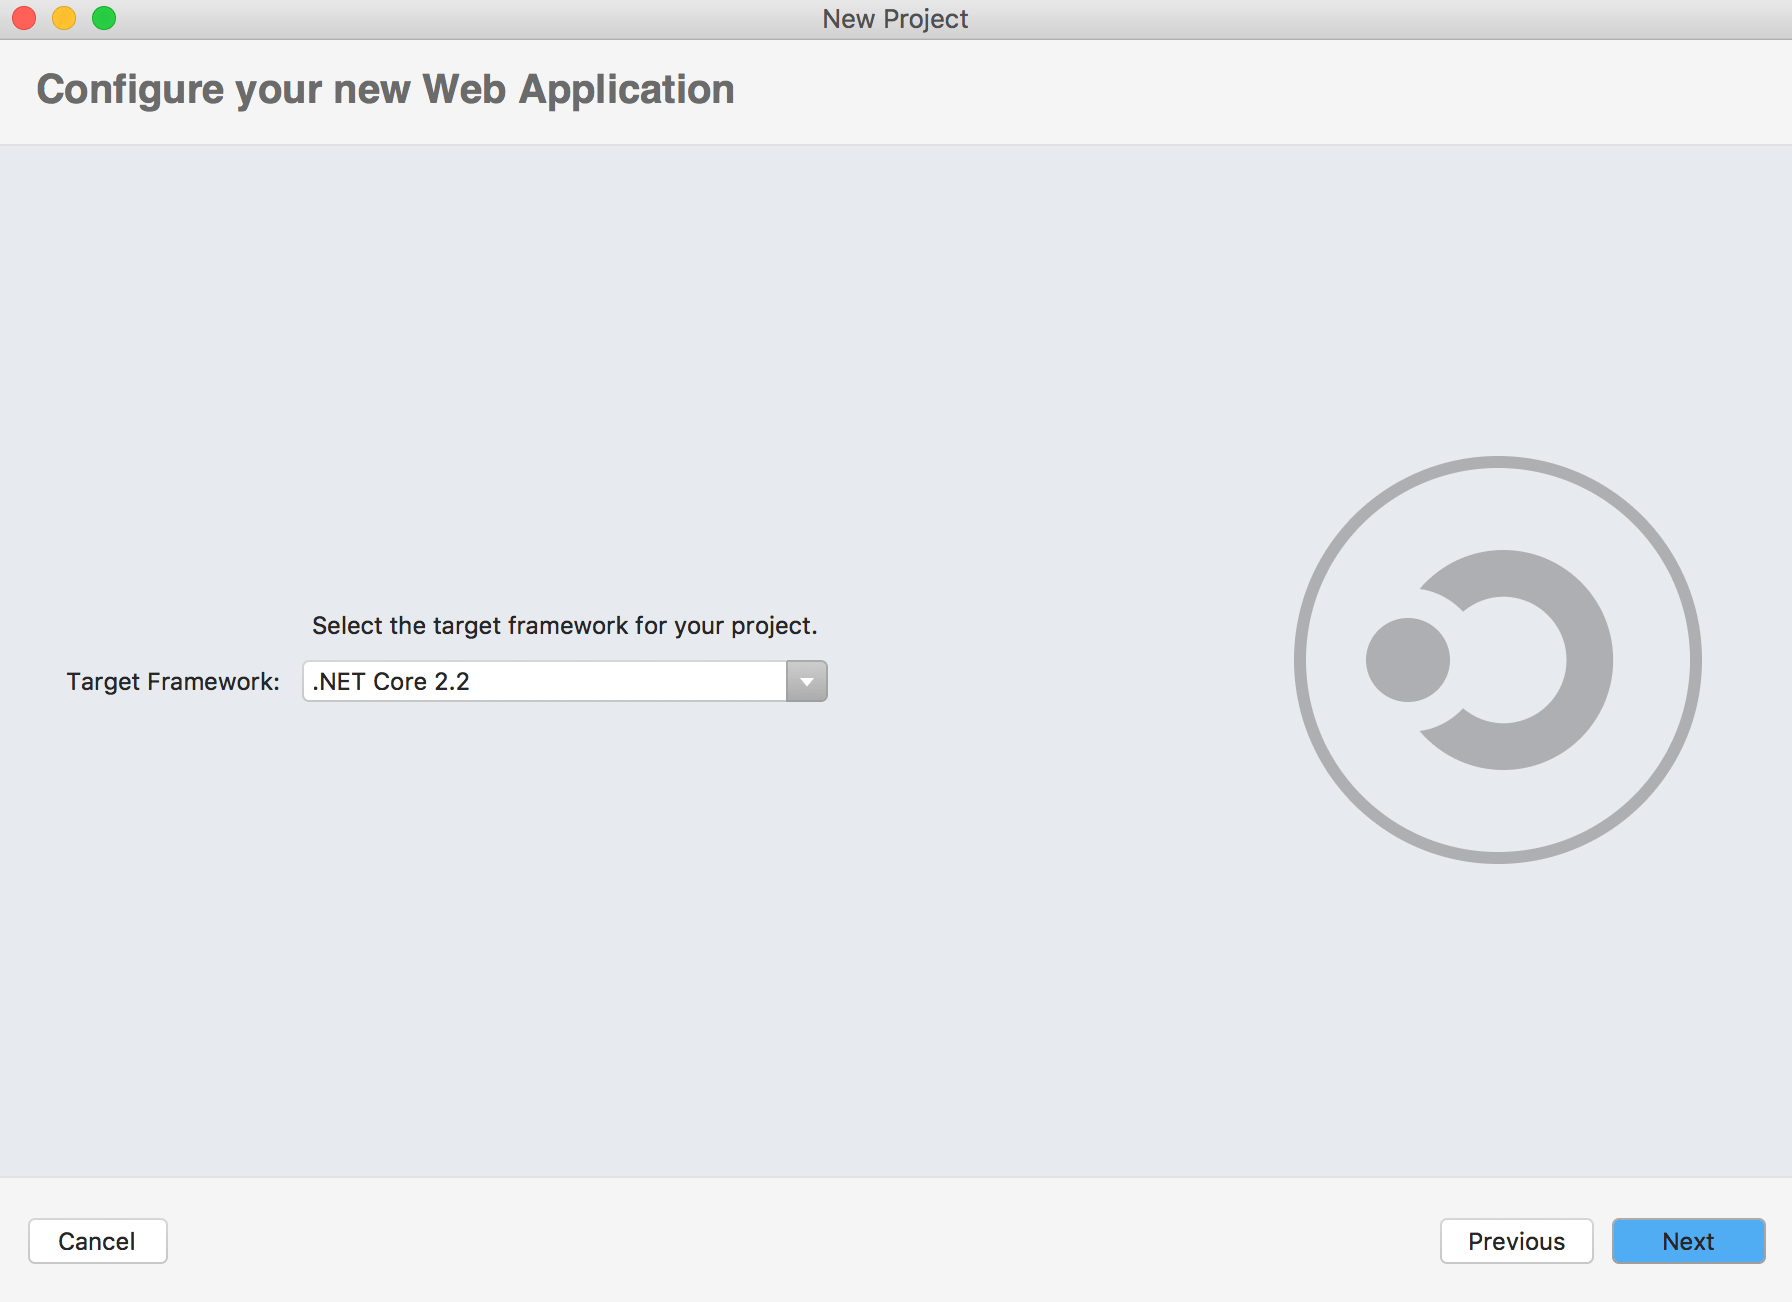 New Project
Configure your new Web Application
Select the target framework for your project.
Target Framework: .NET Core 2.2
Cancel Previous Next